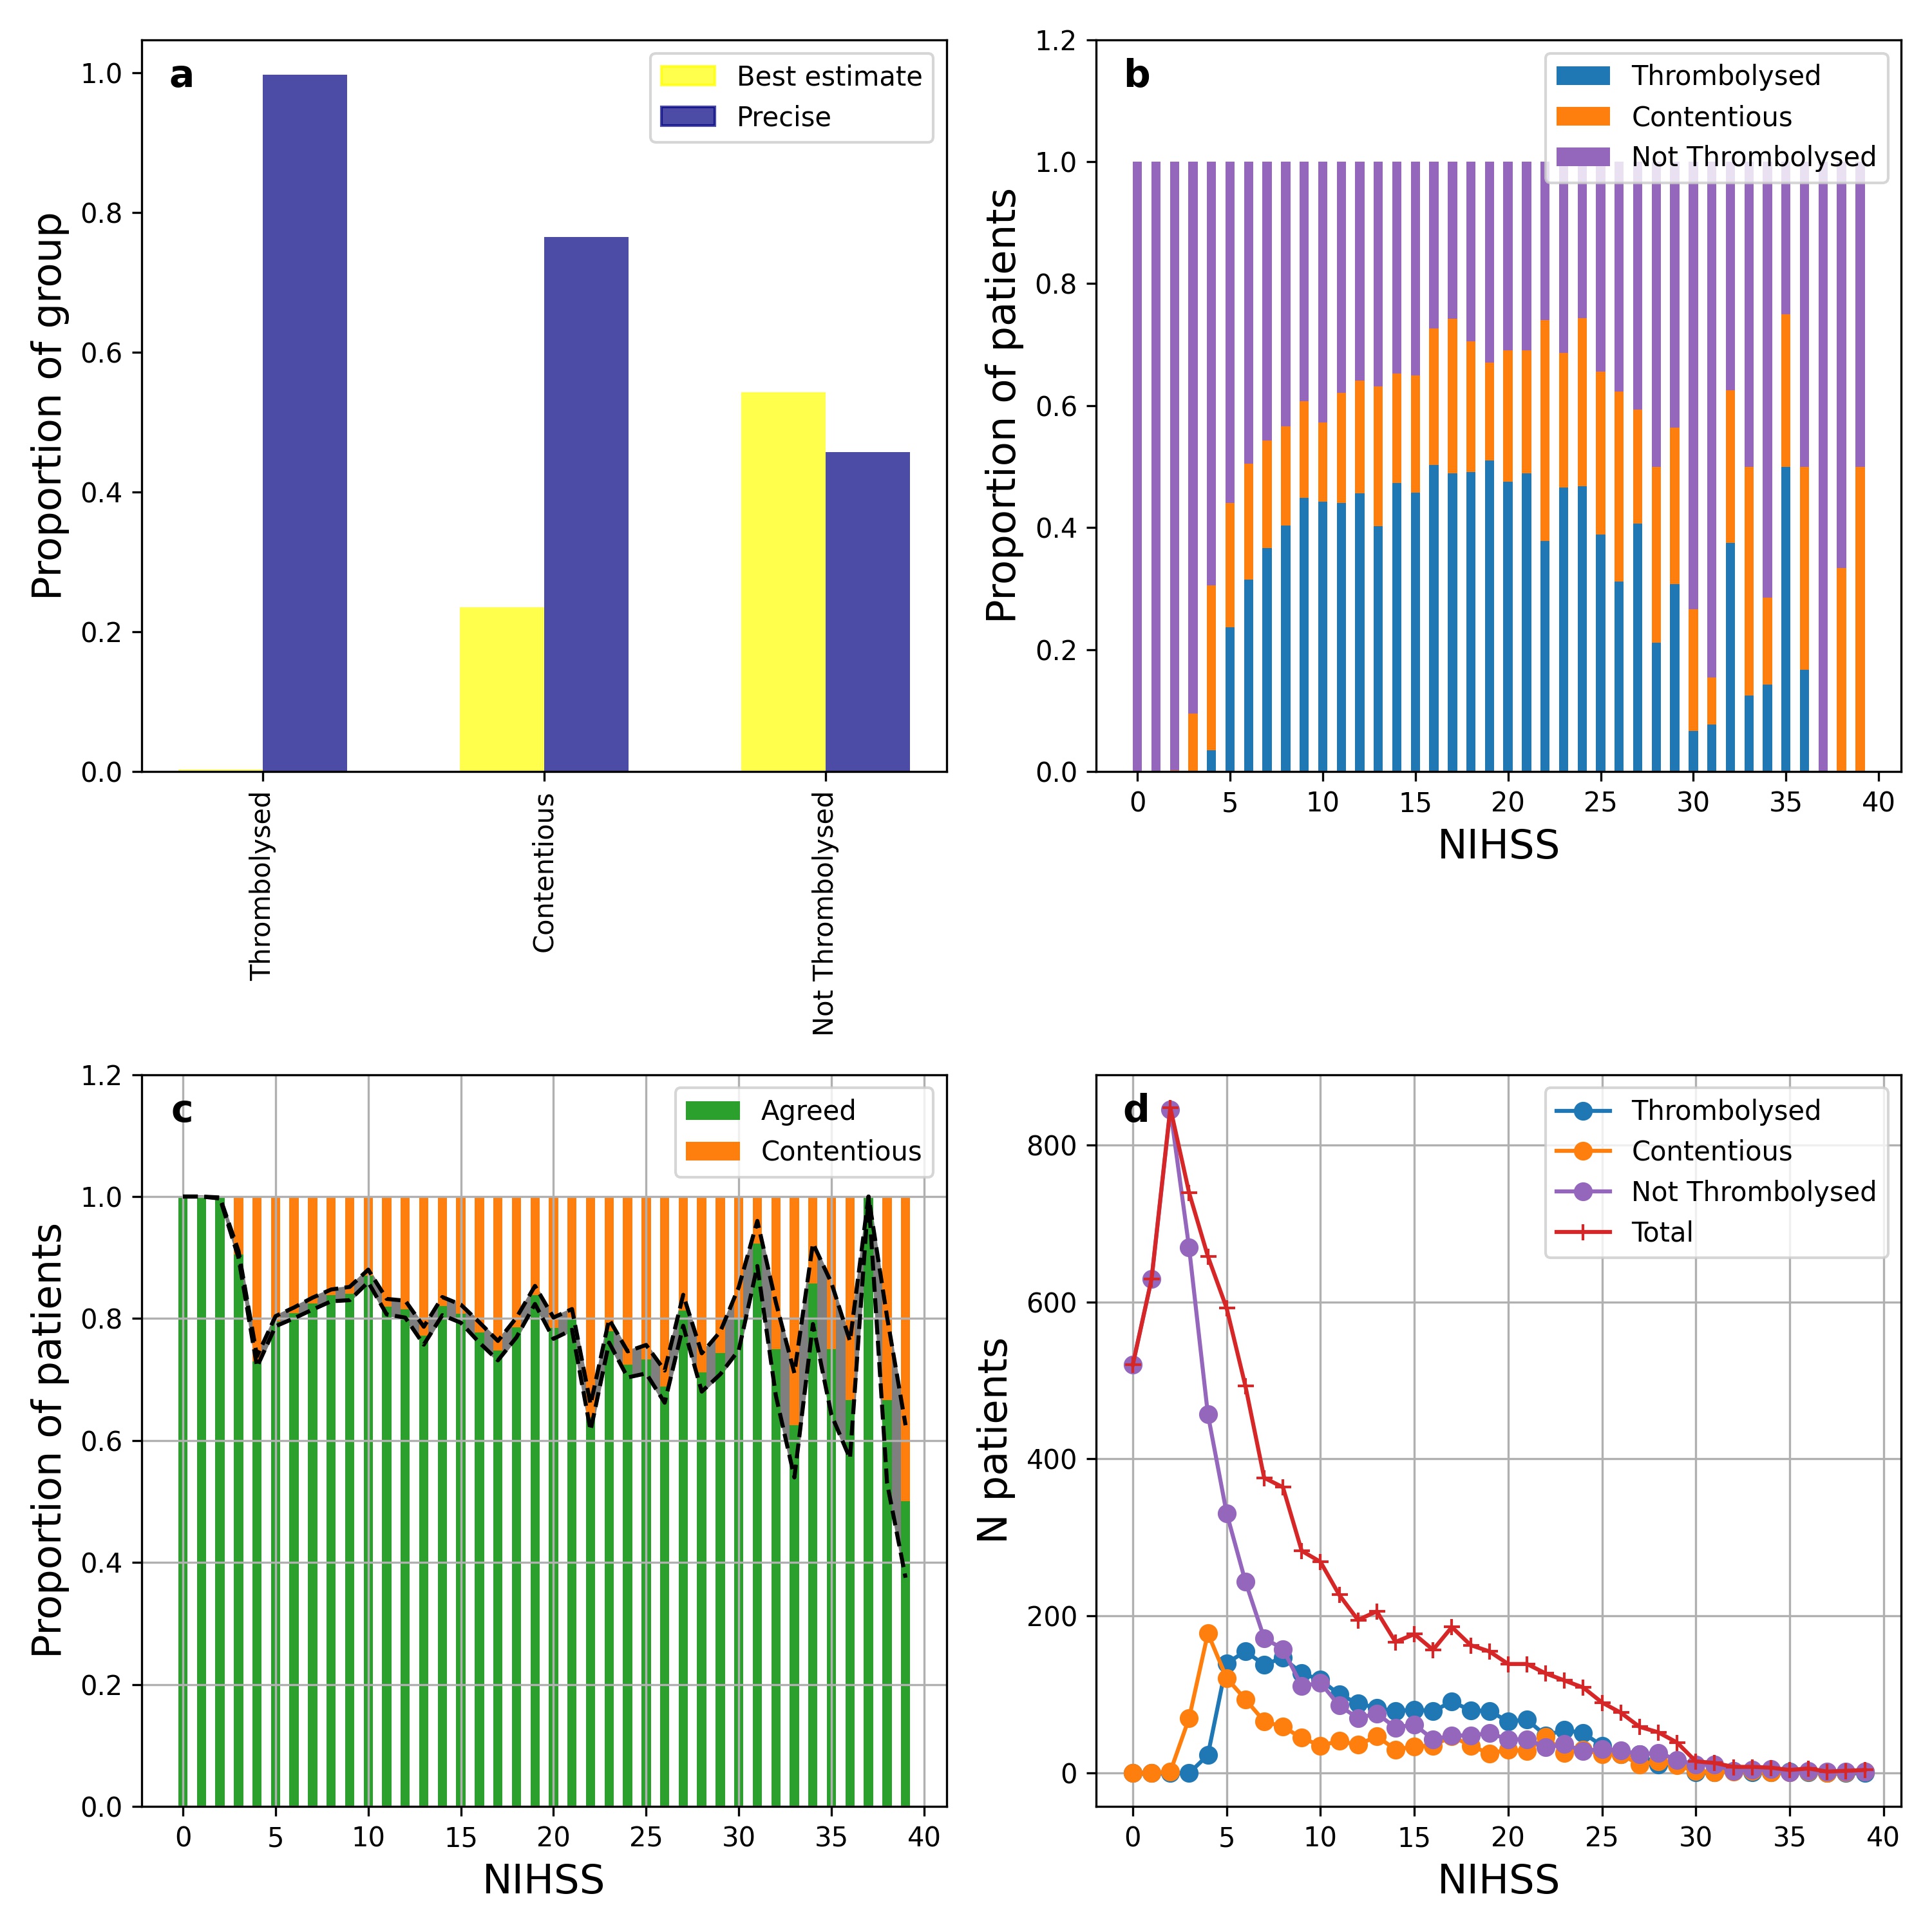 a
Best estimate
Precise
Proportion of group
1.0
0.8
0.6
0.4
0.2
0.0
Thrombolysed
Contentious
Not Thrombolysed
b
Thrombolysed
Contentious
Not Thrombolysed
Proportion of patients
1.2
1.0
0.8
0.6
0.4
0.2
0.0
0 5 10 15 20 25 30 35 40
NIHSS
c
Agreed
Contentious
Proportion of patients
1.2
1.0
0.8
0.6
0.4
0.2
0.0
0 5 10 15 20 25 30 35 40
NIHSS
d
Thrombolysed
Contentious
Not Thrombolysed
Total
N patients
800
600
400
200
0
0 5 10 15 20 25 30 35 40
NIHSS